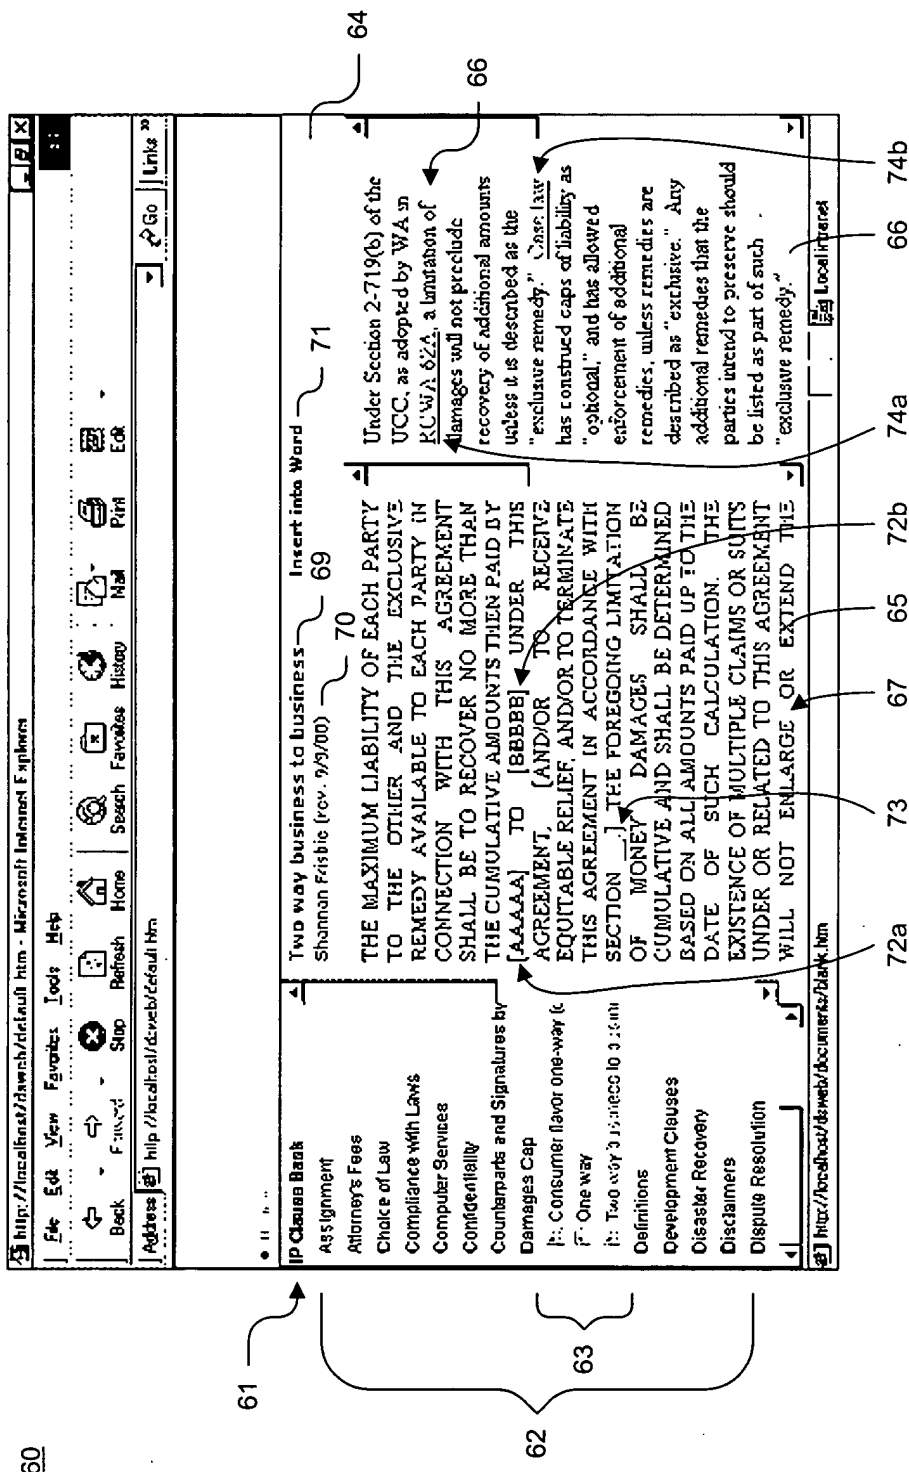 60
http://localhost/dsweb/default.htm - Microsoft Internet Explorer
File Edit View Favorites Tools Help
Back Forward Stop Refresh Home Search Favorites History Mail Print Edit
Address http://localhost/dsweb/default.htm Go Links »
61
62
63
IP Clause Bank
Assignment
Attorney's Fees
Choice of Law
Compliance With Laws
Computer Services
Confidentiality
Counterparts and Signatures by
Damages Cap
Consumer flavor one-way (c
One way
Two way business to busin
Definitions
Development Clauses
Disaster Recovery
Disclaimers
Dispute Resolution
Two way business to business
69
Insert into Word
71
64
Shannan Frisbie (rev. 9/9/00)
70
THE MAXIMUM LIABILITY OF EACH PARTY
TO THE OTHER AND THE EXCLUSIVE
REMEDY AVAILABLE TO EACH PARTY IN
CONNECTION WITH THIS AGREEMENT
SHALL BE TO RECOVER NO MORE THAN
THE CUMULATIVE AMOUNTS THEN PAID BY
[AAAAA] TO [BBBBB] UNDER THIS
AGREEMENT, [AND/OR TO RECEIVE
EQUITABLE RELIEF, AND/OR TO TERMINATE
THIS AGREEMENT IN ACCORDANCE WITH
SECTION __.] THE FOREGOING LIMITATION
OF MONEY DAMAGES SHALL BE
CUMULATIVE AND SHALL BE DETERMINED
BASED ON ALL AMOUNTS PAID UP TO THE
DATE OF SUCH CALCULATION. THE
EXISTENCE OF MULTIPLE CLAIMS OR SUITS
UNDER OR RELATED TO THIS AGREEMENT
WILL NOT ENLARGE OR EXTEND THE
Under Section 2-719(b) of the
UCC, as adopted by WA in
RCWA 62A, a limitation of
damages will not preclude
recovery of additional amounts
unless it is described as the
"exclusive remedy." Case law
has construed caps of liability as
"optional," and has allowed
enforcement of additional
remedies, unless remedies are
described as "exclusive." Any
additional remedies that the
parties intend to preserve should
be listed as part of such
"exclusive remedy."
66
http://localhost/dsweb/documents/blank.htm
Local intranet
72a
73
67
65
72b
74a
66
74b